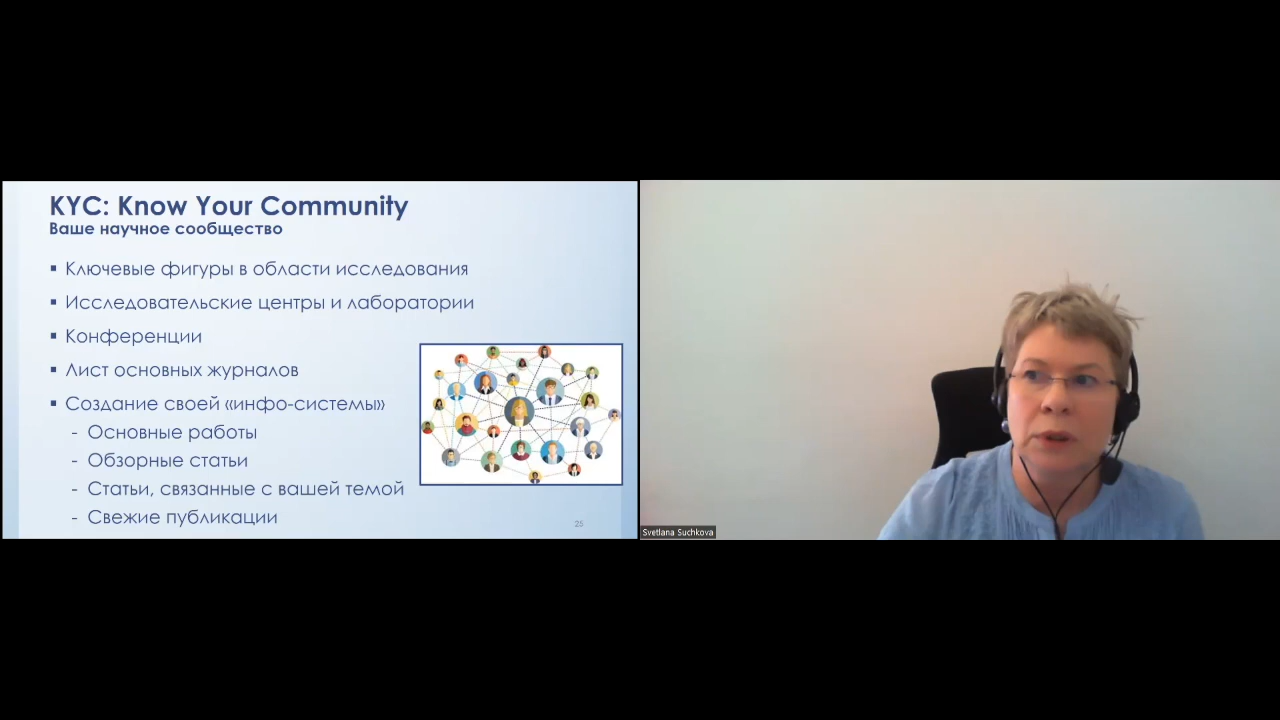 KYC: Know Your Community
Ваше научное сообщество
▪ Ключевые фигуры в области исследования
▪ Исследовательские центры и лаборатории
▪ Конференции
▪ Лист основных журналов
▪ Создание своей «инфо-системы»
- Основные работы
- Обзорные статьи
- Статьи, связанные с вашей темой
- Свежие публикации
25
Svetlana Suchkova